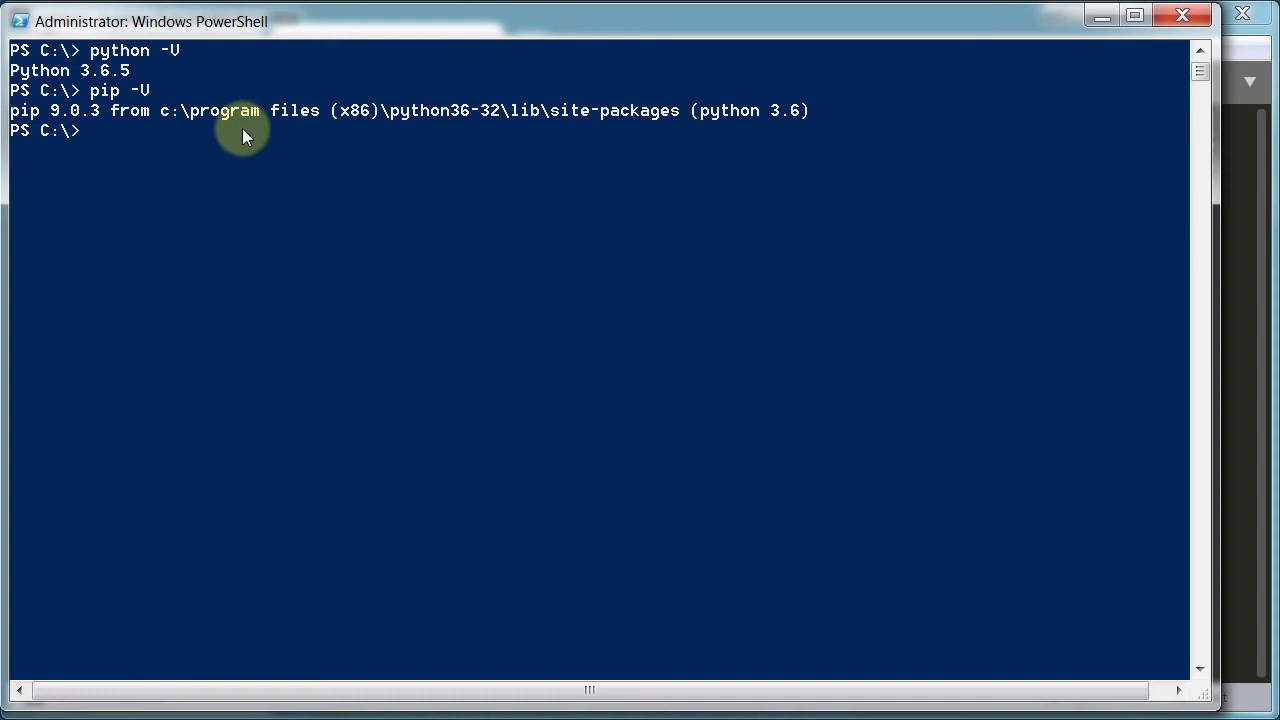 Administrator: Windows PowerShell
PS C:\> python -V
Python 3.6.5
PS C:\> pip -V
pip 9.0.3 from c:\program files (x86)\python36-32\lib\site-packages (python 3.6)
PS C:\>